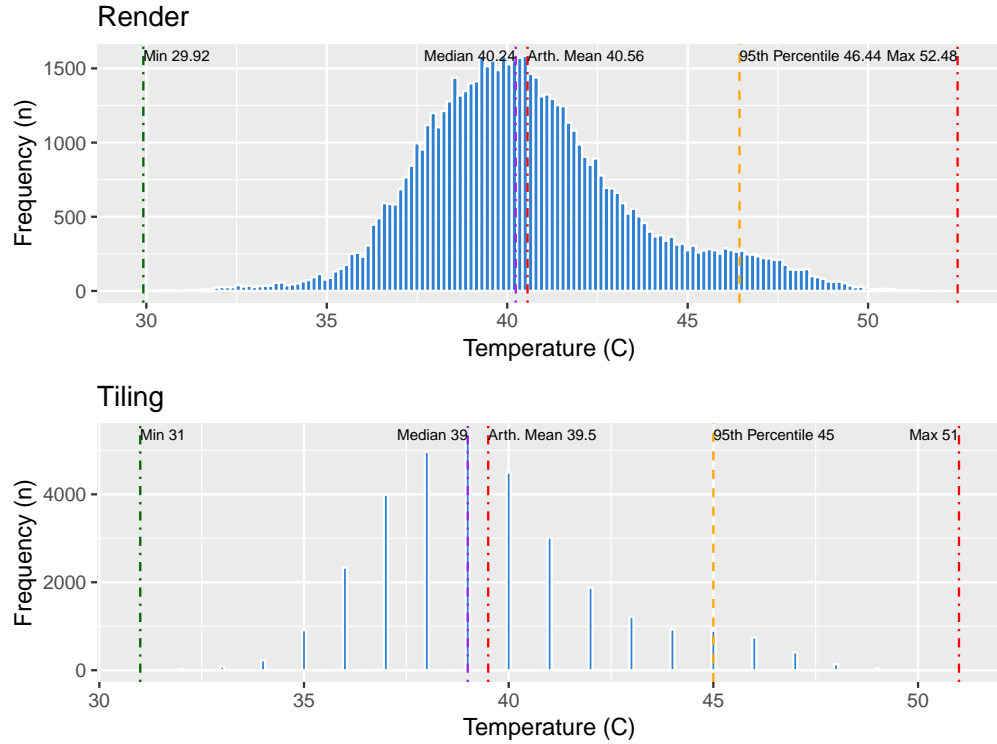 Render
Min 29.92 Median 40.24 Arth. Mean 40.56 95th Percentile 46.44 Max 52.48
1500
1000
500
0
Frequency (n)
30 35 40 45 50
Temperature (C)
Tiling
Min 31 Median 39 Arth. Mean 39.5 95th Percentile 45 Max 51
4000
2000
0
Frequency (n)
30 35 40 45 50
Temperature (C)